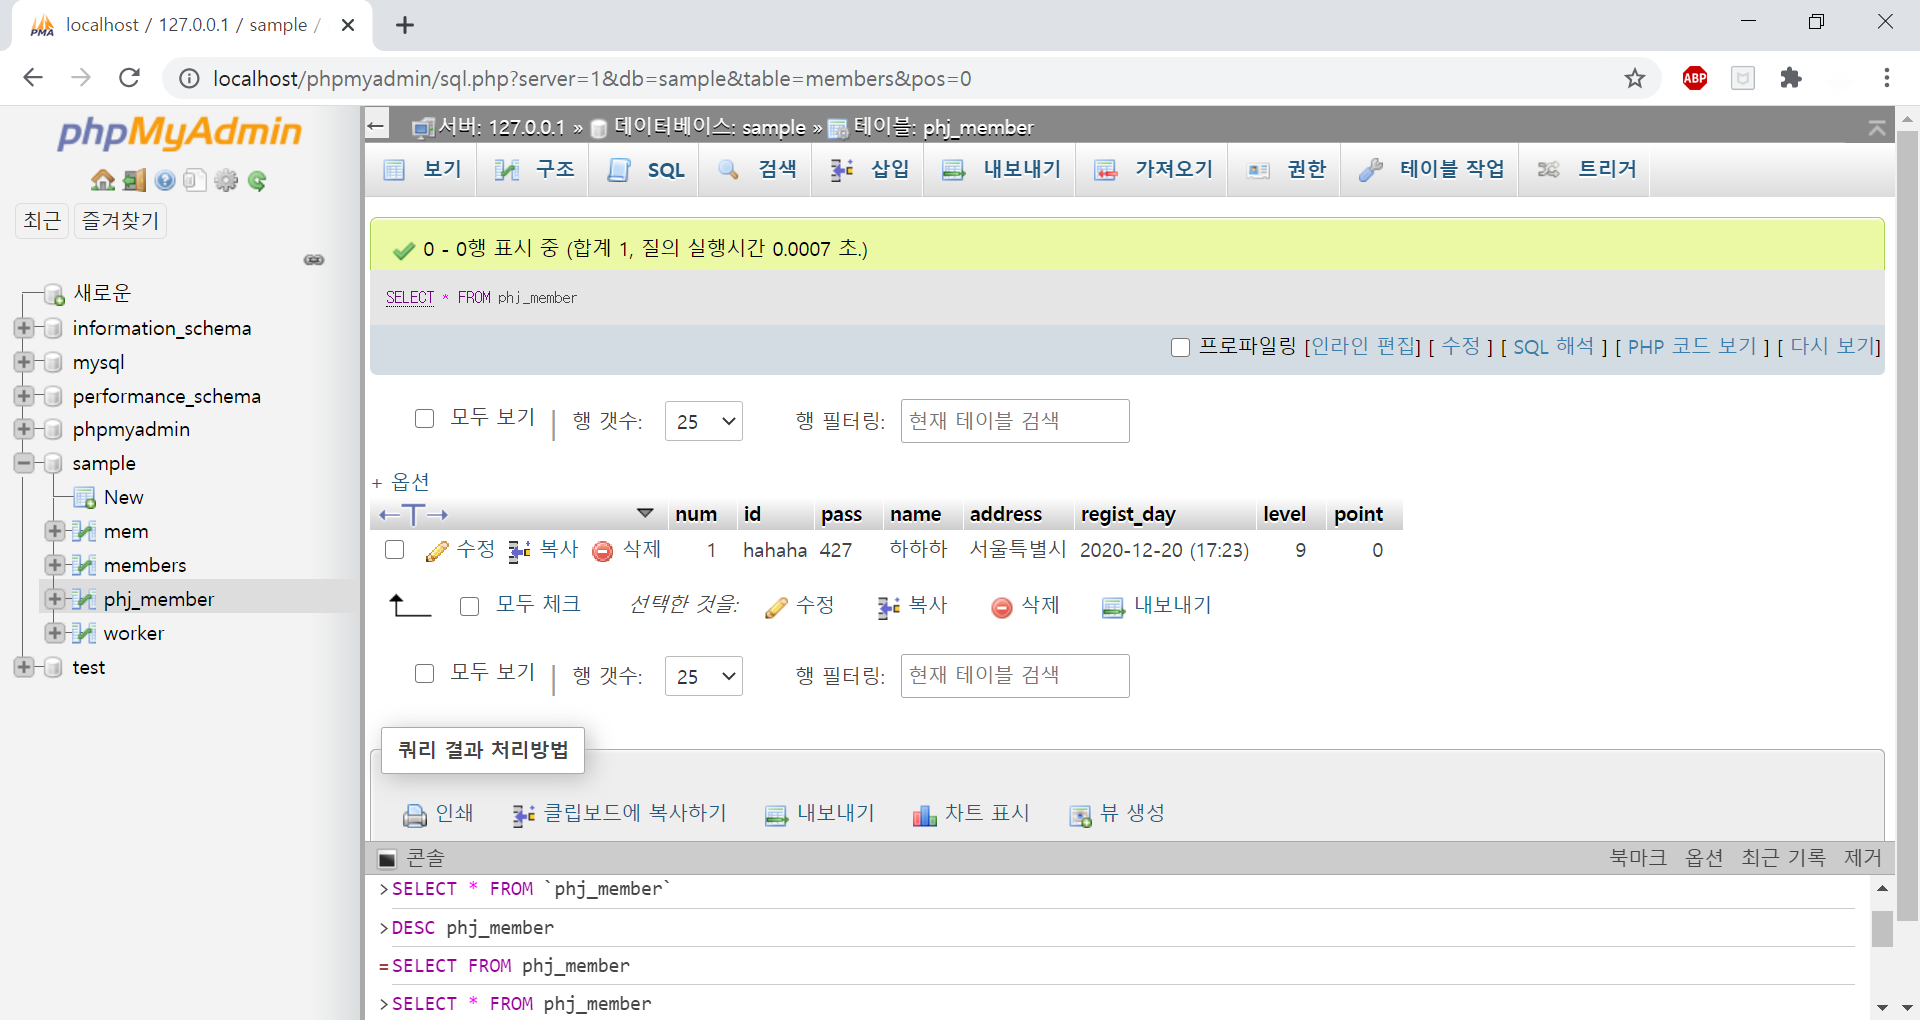 localhost / 127.0.0.1 / sample /
localhost/phpmyadmin/sql.php?server=1&db=sample&table=members&pos=0
ABP
PMA
phpMyAdmin
최근 즐겨찾기
새로운
information_schema
mysql
performance_schema
phpmyadmin
sample
New
mem
members
phj_member
worker
test
서버: 127.0.0.1 » 데이터베이스: sample » 테이블: phj_member
보기 구조 SQL 검색 삽입 내보내기 가져오기 권한 테이블 작업 트리거
0 - 0행 표시 중 (합계 1, 질의 실행시간 0.0007 초.)
SELECT * FROM phj_member
프로파일링 [인라인 편집] [ 수정 ] [ SQL 해석 ] [ PHP 코드 보기 ] [ 다시 보기]
모두 보기 | 행 갯수: 25 행 필터링: 현재 테이블 검색
+ 옵션
←T→ num id pass name address regist_day level point
수정 복사 삭제 1 hahaha 427 하하하 서울특별시 2020-12-20 (17:23) 9 0
모두 체크 선택한 것을: 수정 복사 삭제 내보내기
모두 보기 | 행 갯수: 25 행 필터링: 현재 테이블 검색
쿼리 결과 처리방법
인쇄 클립보드에 복사하기 내보내기 차트 표시 뷰 생성
콘솔 북마크 옵션 최근 기록 제거
>SELECT * FROM `phj_member`
>DESC phj_member
=SELECT FROM phj_member
>SELECT * FROM phj_member